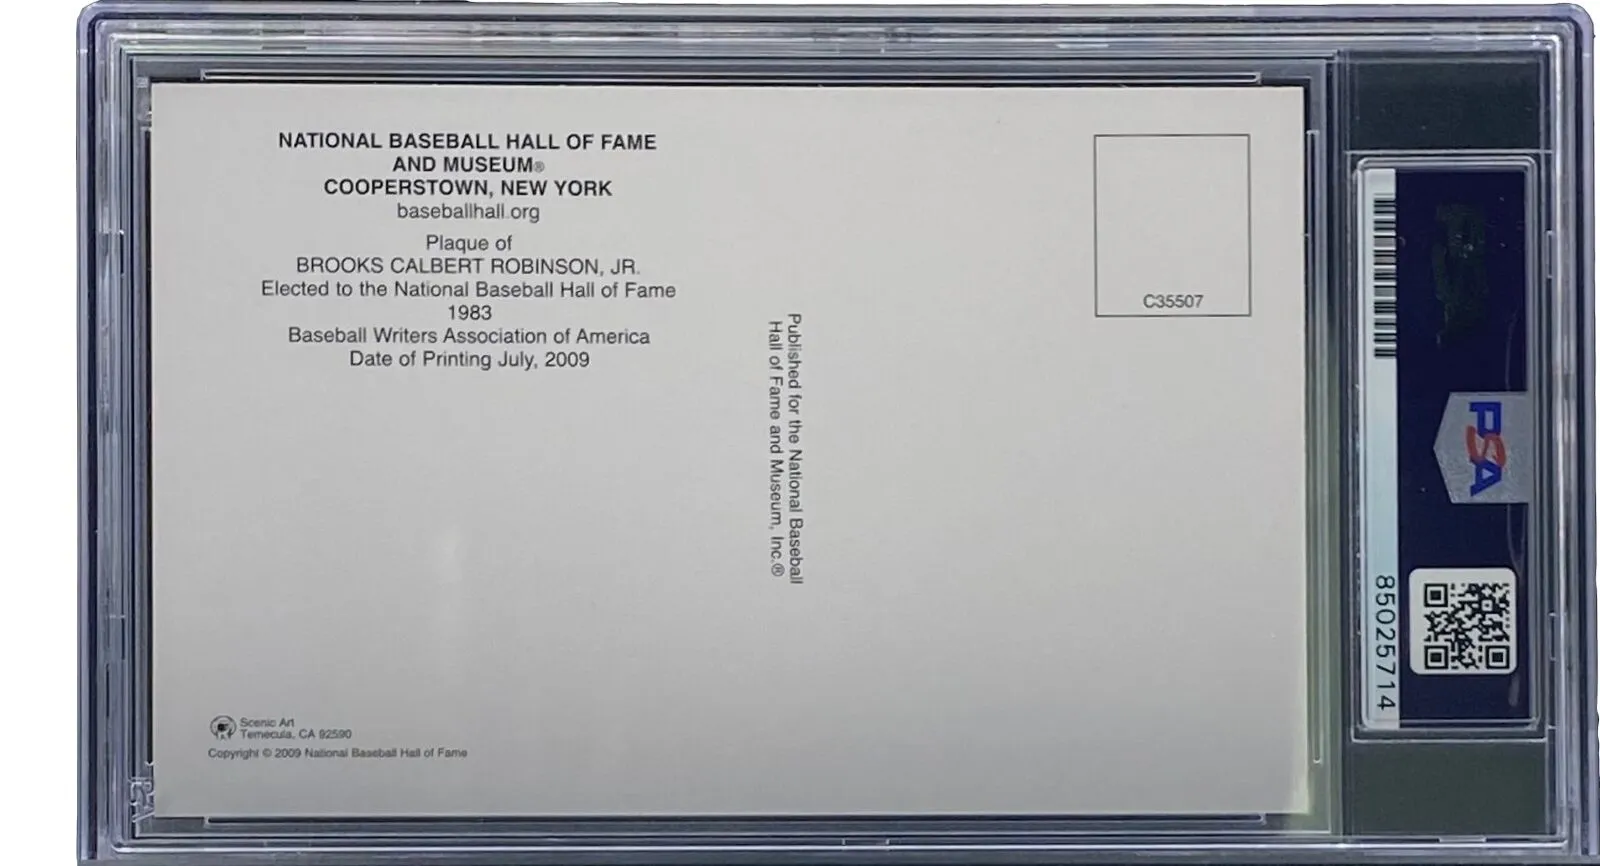 NATIONAL BASEBALL HALL OF FAME
AND MUSEUM®
COOPERSTOWN, NEW YORK
baseballhall.org
Plaque of
BROOKS CALBERT ROBINSON, JR.
Elected to the National Baseball Hall of Fame
1983
Baseball Writers Association of America
Date of Printing July, 2009
Scenic Art
Temecula, CA 92590
Copyright © 2009 National Baseball Hall of Fame
Published for the National Baseball
Hall of Fame and Museum, Inc.®
C35507
PSA
85025714